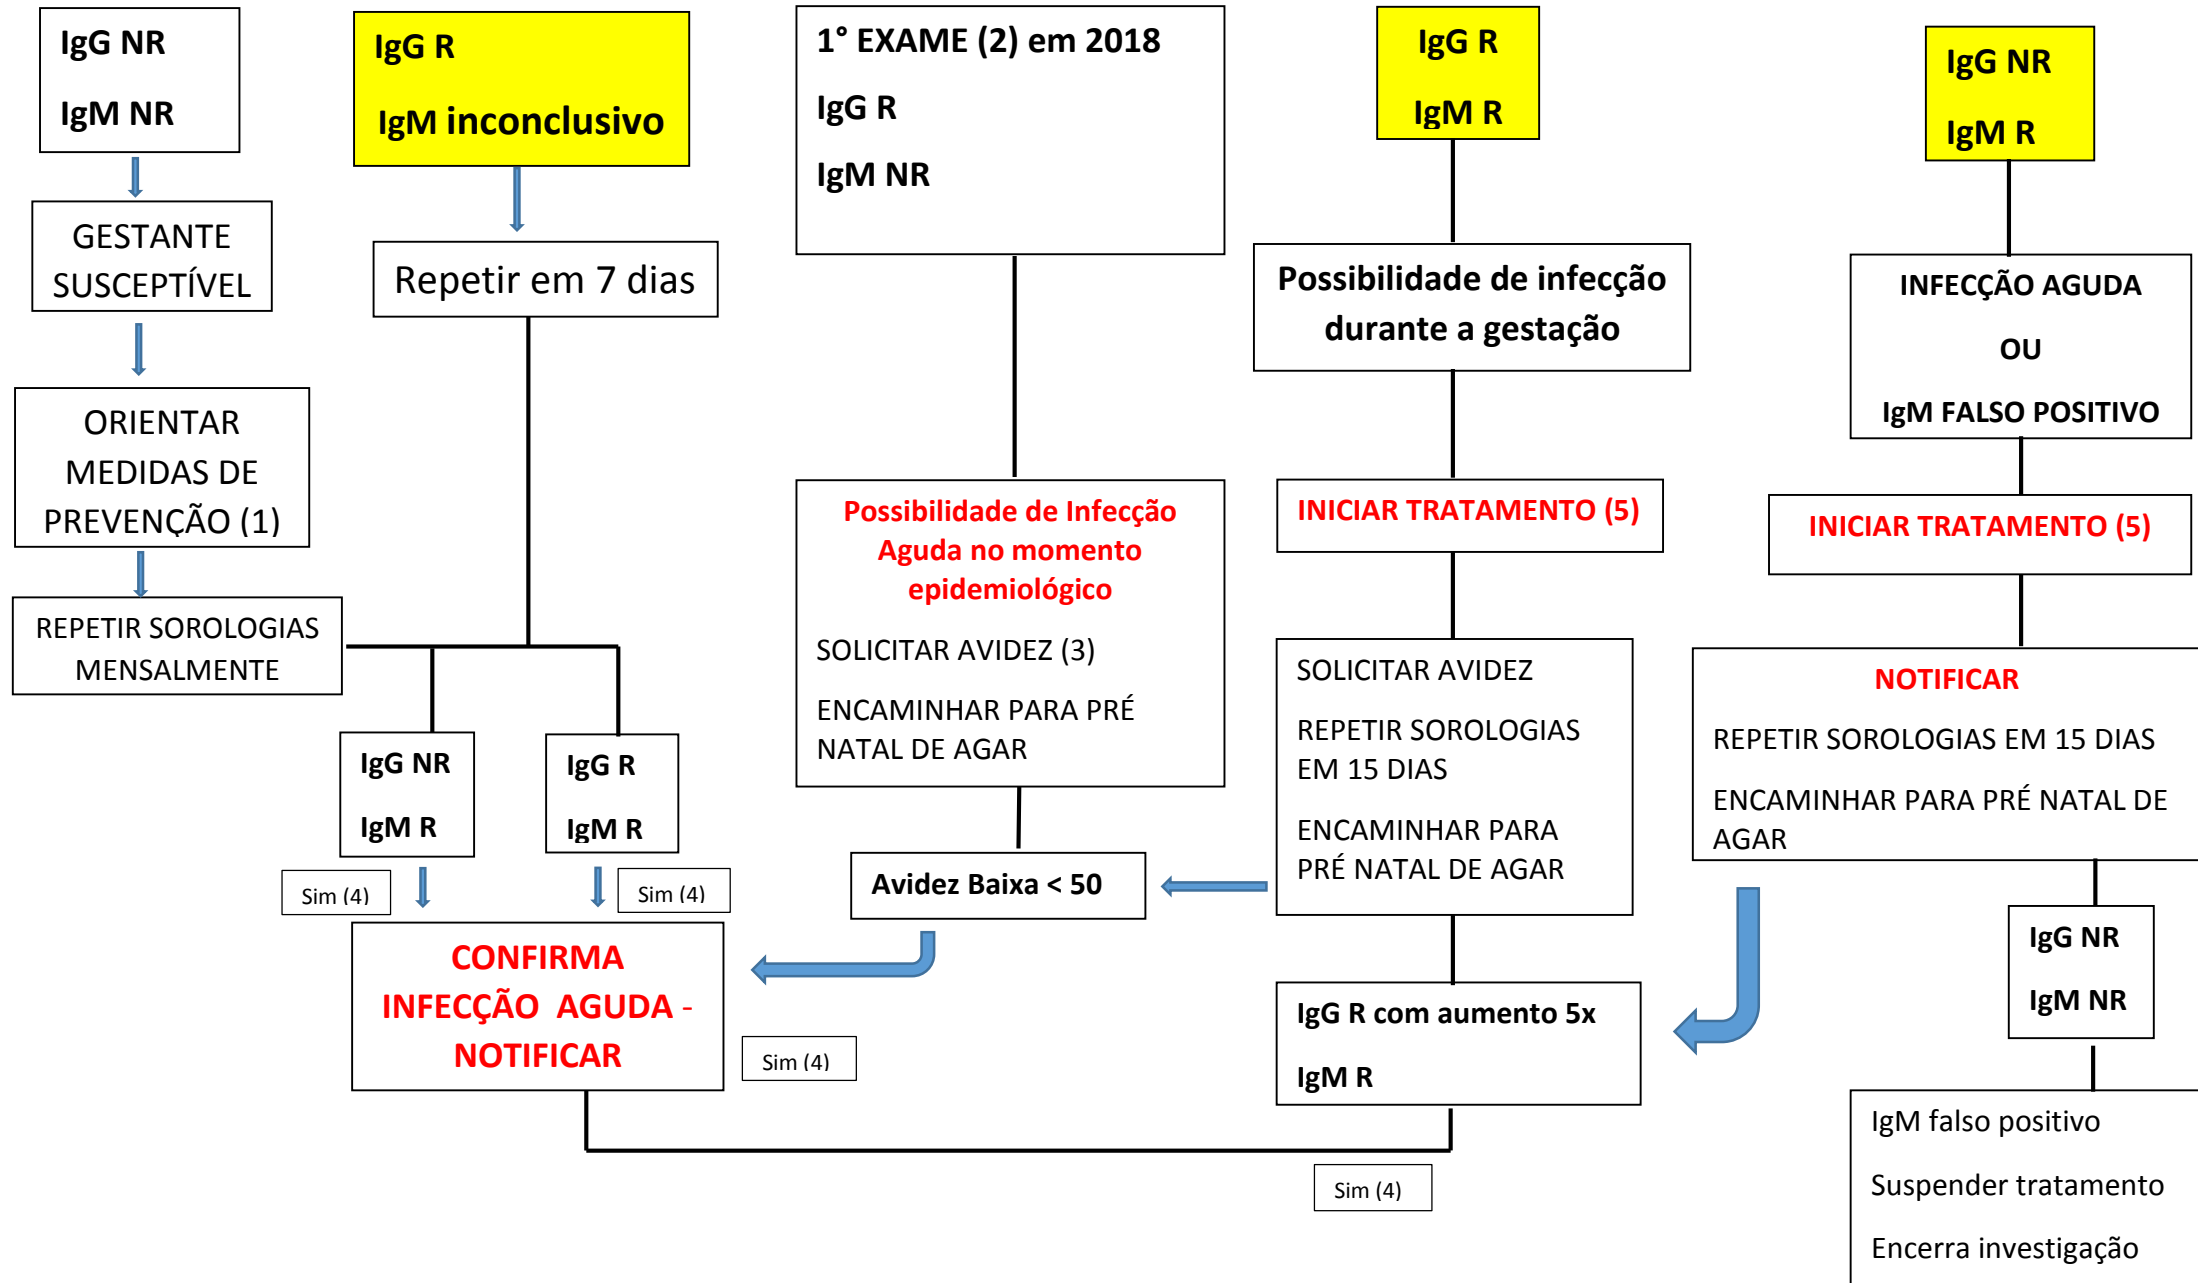 IgG NR
IgM NR
GESTANTE
SUSCEPTÍVEL
ORIENTAR
MEDIDAS DE
PREVENÇÃO (1)
REPETIR SOROLOGIAS
MENSALMENTE
IgG R
IgM inconclusivo
Repetir em 7 dias
IgG NR
IgM R
IgG R
IgM R
Sim (4)
Sim (4)
CONFIRMA
INFECÇÃO AGUDA -
NOTIFICAR
Sim (4)
1° EXAME (2) em 2018
IgG R
IgM NR
Possibilidade de Infecção
Aguda no momento
epidemiológico
SOLICITAR AVIDEZ (3)
ENCAMINHAR PARA PRÉ
NATAL DE AGAR
Avidez Baixa < 50
IgG R
IgM R
Possibilidade de infecção
durante a gestação
INICIAR TRATAMENTO (5)
SOLICITAR AVIDEZ
REPETIR SOROLOGIAS
EM 15 DIAS
ENCAMINHAR PARA
PRÉ NATAL DE AGAR
IgG R com aumento 5x
IgM R
Sim (4)
IgG NR
IgM R
INFECÇÃO AGUDA
OU
IgM FALSO POSITIVO
INICIAR TRATAMENTO (5)
NOTIFICAR
REPETIR SOROLOGIAS EM 15 DIAS
ENCAMINHAR PARA PRÉ NATAL DE
AGAR
IgG NR
IgM NR
IgM falso positivo
Suspender tratamento
Encerra investigação